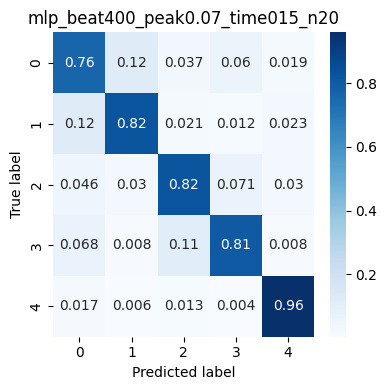 mlp_beat400_peak0.07_time015_n20
0 0.76 0.12 0.037 0.06 0.019
1 0.12 0.82 0.021 0.012 0.023
2 0.046 0.03 0.82 0.071 0.03
3 0.068 0.008 0.11 0.81 0.008
4 0.017 0.006 0.013 0.004 0.96
0 1 2 3 4
Predicted label
True label
0.8
0.6
0.4
0.2